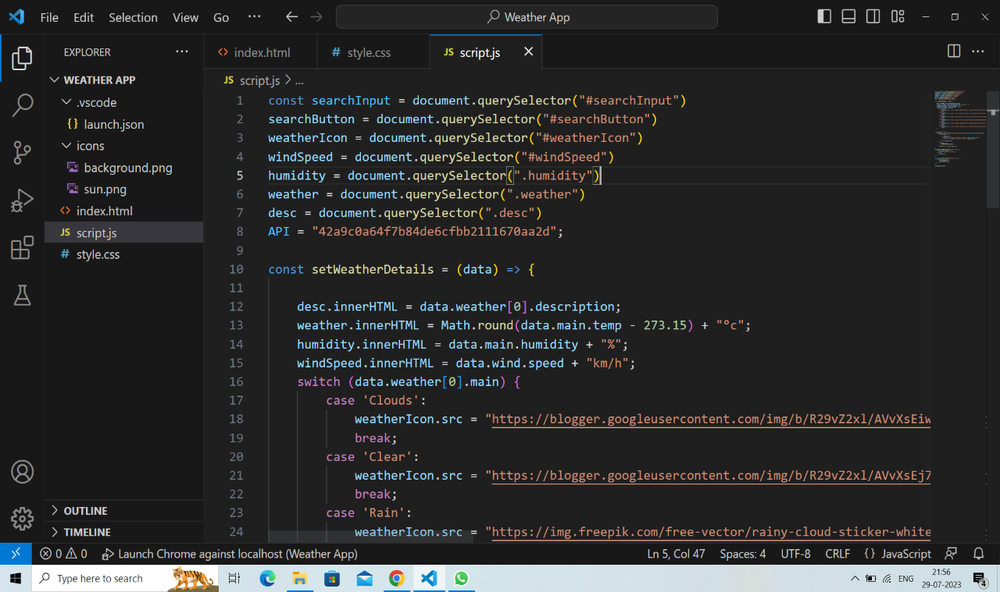 File Edit Selection View Go ... Weather App
EXPLORER ...
WEATHER APP
.vscode
{} launch.json
icons
background.png
sun.png
<> index.html
JS script.js
# style.css
OUTLINE
TIMELINE
<> index.html # style.css JS script.js ×
JS script.js > ...
1 const searchInput = document.querySelector("#searchInput")
2 searchButton = document.querySelector("#searchButton")
3 weatherIcon = document.querySelector("#weatherIcon")
4 windSpeed = document.querySelector("#windSpeed")
5 humidity = document.querySelector(".humidity")
6 weather = document.querySelector(".weather")
7 desc = document.querySelector(".desc")
8 API = "42a9c0a64f7b84de6cfbb2111670aa2d";
9
10 const setWeatherDetails = (data) => {
11
12 desc.innerHTML = data.weather[0].description;
13 weather.innerHTML = Math.round(data.main.temp - 273.15) + "°c";
14 humidity.innerHTML = data.main.humidity + "%";
15 windSpeed.innerHTML = data.wind.speed + "km/h";
16 switch (data.weather[0].main) {
17 case 'Clouds':
18 weatherIcon.src = "https://blogger.googleusercontent.com/img/b/R29vZ2xl/AVvXsEiw
19 break;
20 case 'Clear':
21 weatherIcon.src = "https://blogger.googleusercontent.com/img/b/R29vZ2xl/AVvXsEj7
22 break;
23 case 'Rain':
24 weatherIcon.src = "https://img.freepik.com/free-vector/rainy-cloud-sticker-white
0 0 Launch Chrome against localhost (Weather App) Ln 5, Col 47 Spaces: 4 UTF-8 CRLF {} JavaScript
Type here to search ENG 21:56
29-07-2023 4